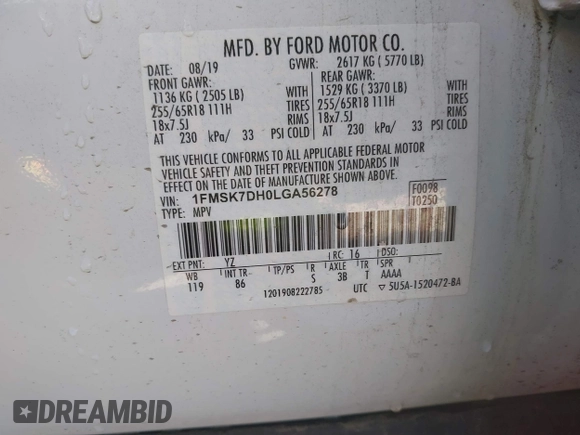 MFD. BY FORD MOTOR CO.
DATE: 08/19 GVWR: 2617 KG ( 5770 LB)
FRONT GAWR: REAR GAWR:
1136 KG ( 2505 LB) WITH 1529 KG ( 3370 LB) WITH
255/65R18 111H TIRES 255/65R18 111H TIRES
18x7.5J RIMS 18x7.5J RIMS
AT 230 kPa/ 33 PSI COLD AT 230 kPa/ 33 PSI COLD
THIS VEHICLE CONFORMS TO ALL APPLICABLE FEDERAL MOTOR
VEHICLE SAFETY AND THEFT PREVENTION STANDARDS IN
EFFECT ON THE DATE OF MANUFACTURE SHOWN ABOVE.
VIN: 1FMSK7DH0LGA56278 F0098
TYPE: MPV T0250
EXT PNT: YZ RC: 16 DSO:
WB INT TR TP/PS R AXLE TR SPR
119 86 S 3B T AAAA
1201908222785 UTC ▽ 5U5A-1520472-BA
DREAMBID